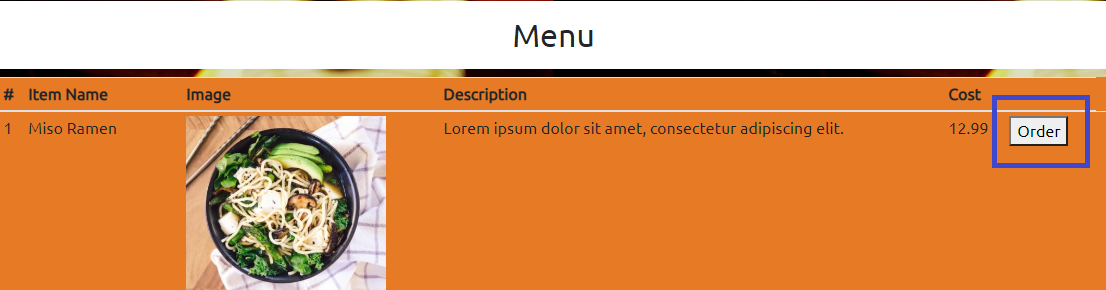 Menu
# Item Name Image Description Cost
1 Miso Ramen Lorem ipsum dolor sit amet, consectetur adipiscing elit. 12.99 Order